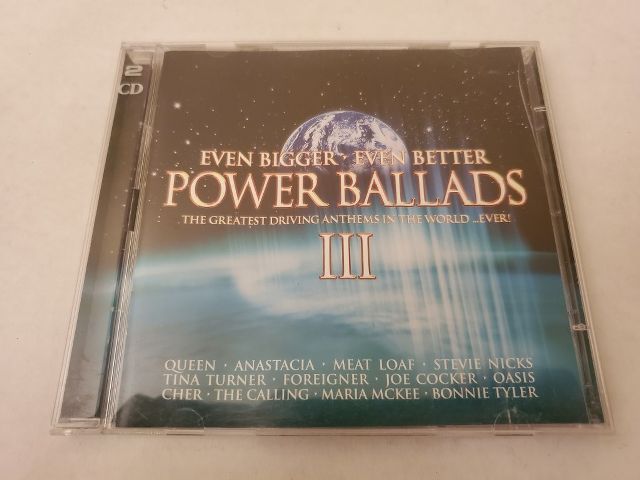 2
CD
EVEN BIGGER · EVEN BETTER
POWER BALLADS
THE GREATEST DRIVING ANTHEMS IN THE WORLD ...EVER!
III
QUEEN · ANASTACIA · MEAT LOAF · STEVIE NICKS
TINA TURNER · FOREIGNER · JOE COCKER · OASIS
CHER · THE CALLING · MARIA MCKEE · BONNIE TYLER